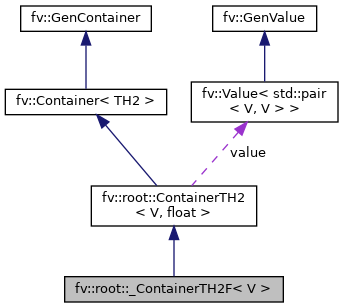 fv::GenContainer
fv::GenValue
fv::Container< TH2 >
fv::Value< std::pair
< V, V > >
value
fv::root::ContainerTH2
< V, float >
fv::root::_ContainerTH2F< V >